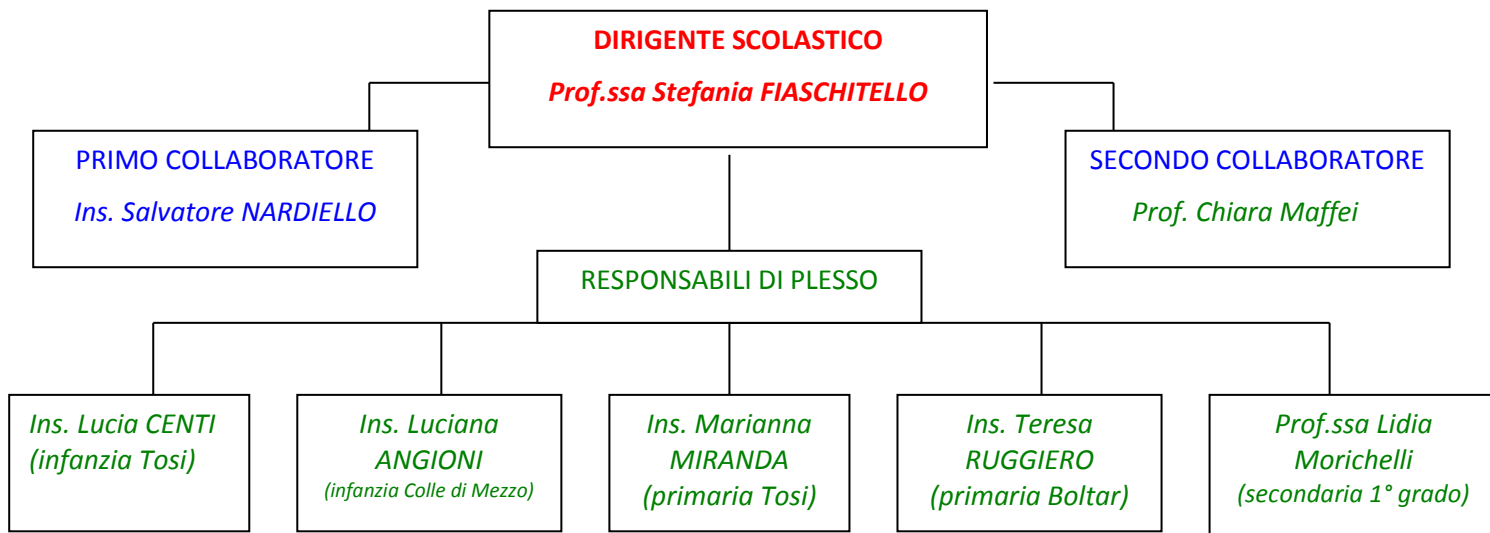 DIRIGENTE SCOLASTICO
Prof.ssa Stefania FIASCHITELLO
PRIMO COLLABORATORE
Ins. Salvatore NARDIELLO
SECONDO COLLABORATORE
Prof. Chiara Maffei
RESPONSABILI DI PLESSO
Ins. Lucia CENTI
(infanzia Tosi)
Ins. Luciana
ANGIONI
(infanzia Colle di Mezzo)
Ins. Marianna
MIRANDA
(primaria Tosi)
Ins. Teresa
RUGGIERO
(primaria Boltar)
Prof.ssa Lidia
Morichelli
(secondaria 1° grado)